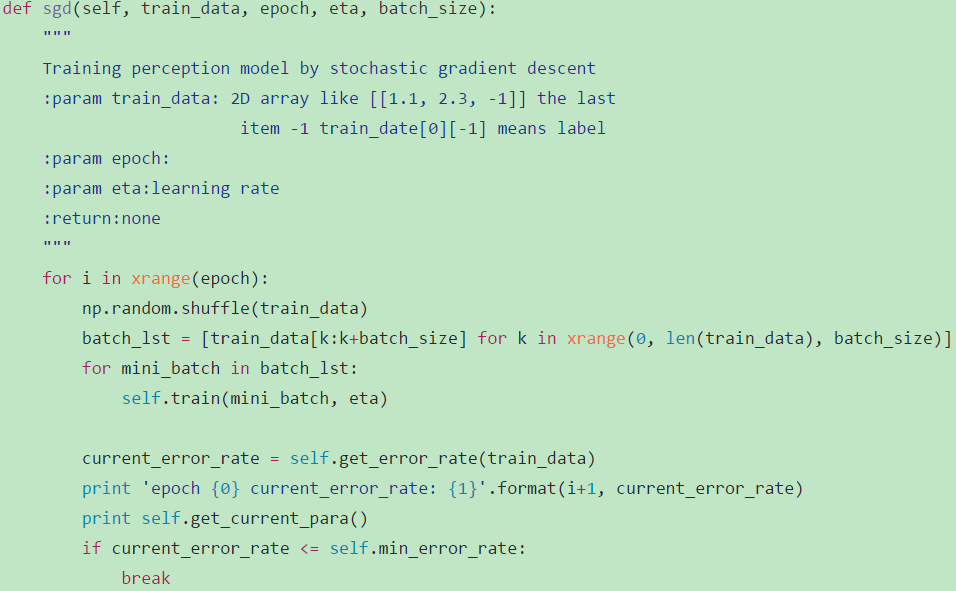 def sgd(self, train_data, epoch, eta, batch_size):
    """
    Training perception model by stochastic gradient descent
    :param train_data: 2D array like [[1.1, 2.3, -1]] the last
                        item -1 train_date[0][-1] means label
    :param epoch:
    :param eta:learning rate
    :return:none
    """
    for i in xrange(epoch):
        np.random.shuffle(train_data)
        batch_lst = [train_data[k:k+batch_size] for k in xrange(0, len(train_data), batch_size)]
        for mini_batch in batch_lst:
            self.train(mini_batch, eta)

        current_error_rate = self.get_error_rate(train_data)
        print 'epoch {0} current_error_rate: {1}'.format(i+1, current_error_rate)
        print self.get_current_para()
        if current_error_rate <= self.min_error_rate:
            break